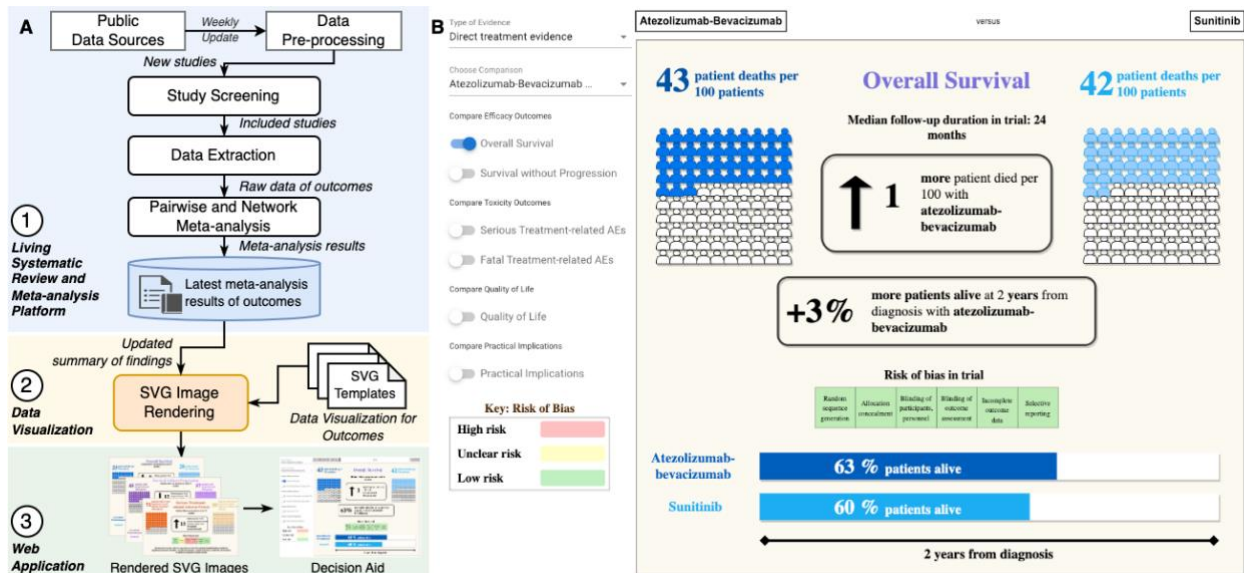 A
Public
Data Sources
Weekly
Update
Data
Pre-processing
New studies
Study Screening
Included studies
Data Extraction
Raw data of outcomes
Pairwise and Network
Meta-analysis
Meta-analysis results
Latest meta-analysis
results of outcomes
1
Living
Systematic
Review and
Meta-analysis
Platform
Updated
summary of findings
2
Data
Visualization
SVG Image
Rendering
SVG
Templates
Data Visualization for
Outcomes
3
Web
Application
Rendered SVG Images
Decision Aid
B
Type of Evidence
Direct treatment evidence
Choose Comparison
Atezolizumab-Bevacizumab ...
Compare Efficacy Outcomes
Overall Survival
Survival without Progression
Compare Toxicity Outcomes
Serious Treatment-related AEs
Fatal Treatment-related AEs
Compare Quality of Life
Quality of Life
Compare Practical Implications
Practical Implications
Key: Risk of Bias
High risk
Unclear risk
Low risk
Atezolizumab-Bevacizumab
versus
Sunitinib
43 patient deaths per
100 patients
Overall Survival
42 patient deaths per
100 patients
Median follow-up duration in trial: 24
months
1
more patient died per
100 with
atezolizumab-
bevacizumab
+3%
more patients alive at 2 years from
diagnosis with atezolizumab-
bevacizumab
Risk of bias in trial
Random
sequence
generation
Allocation
concealment
Blinding of
participants,
personnel
Blinding of
outcome
assessment
Incomplete
outcome
data
Selective
reporting
Atezolizumab-
bevacizumab
63 % patients alive
Sunitinib
60 % patients alive
2 years from diagnosis